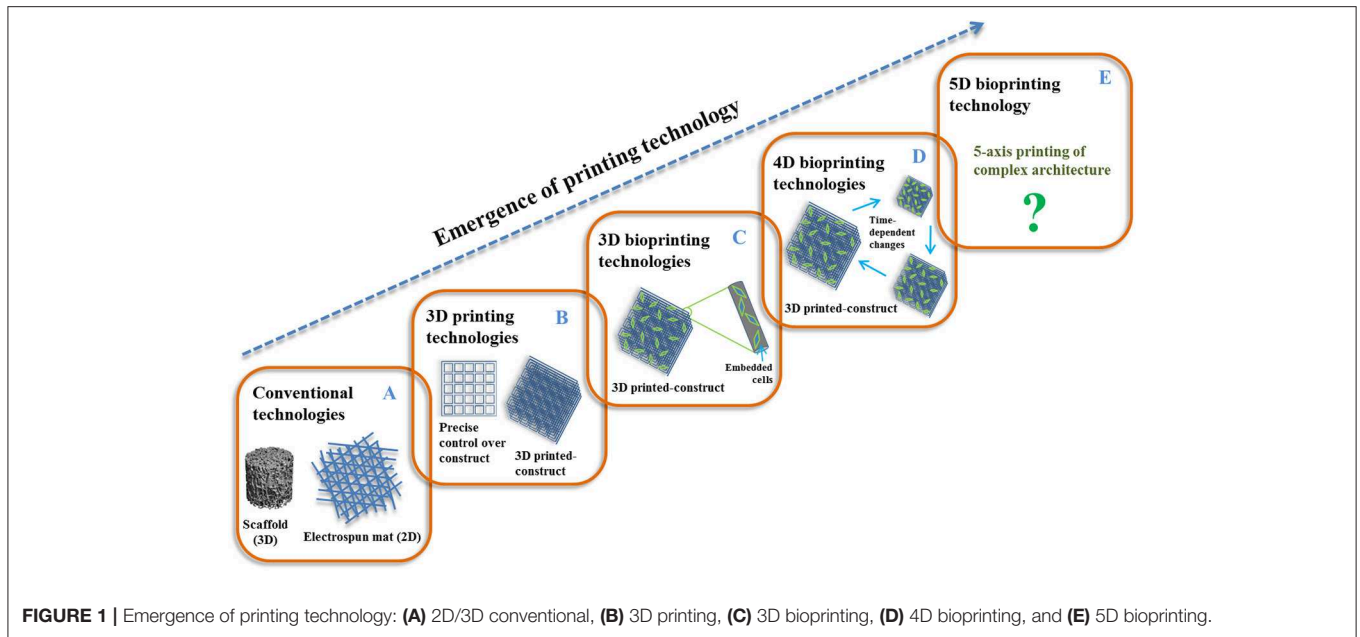 Emergence of printing technology
Conventional
technologies
A
Scaffold
(3D)
Electrospun mat (2D)
3D printing
technologies
B
Precise
control over
construct
3D printed-
construct
3D bioprinting
technologies
C
3D printed-construct
Embedded
cells
4D bioprinting
technologies
D
Time-
dependent
changes
3D printed-construct
5D bioprinting
technology
E
5-axis printing of
complex architecture
?
FIGURE 1 | Emergence of printing technology: (A) 2D/3D conventional, (B) 3D printing, (C) 3D bioprinting, (D) 4D bioprinting, and (E) 5D bioprinting.